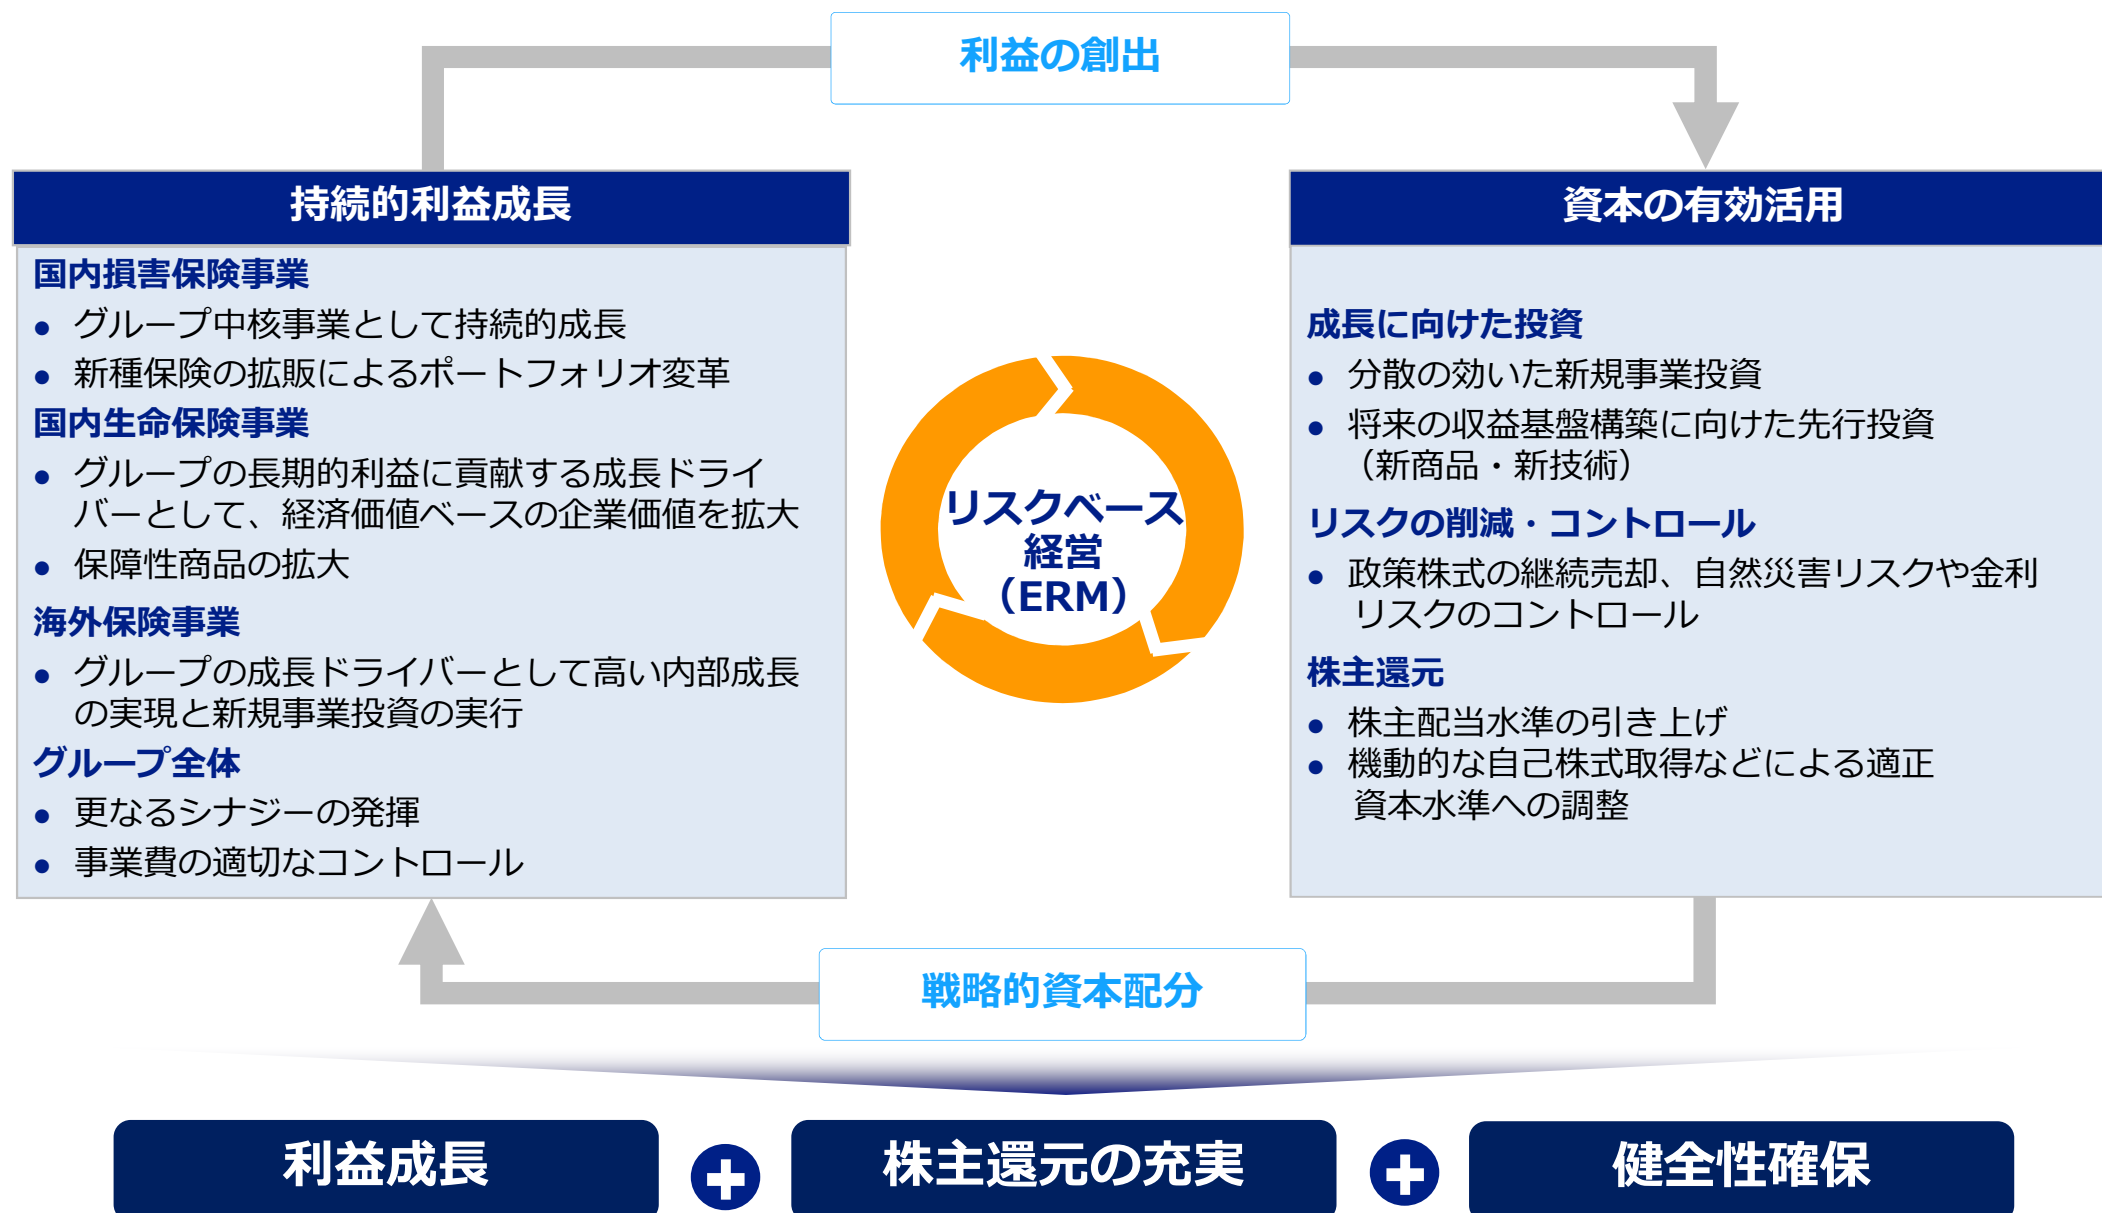 利益の創出
持続的利益成長
国内損害保険事業
● グループ中核事業として持続的成長
● 新種保険の拡販によるポートフォリオ変革
国内生命保険事業
● グループの長期的利益に貢献する成長ドライ
バーとして、経済価値ベースの企業価値を拡大
● 保障性商品の拡大
海外保険事業
● グループの成長ドライバーとして高い内部成長
の実現と新規事業投資の実行
グループ全体
● 更なるシナジーの発揮
● 事業費の適切なコントロール
リスクベース
経営
（ERM）
資本の有効活用
成長に向けた投資
● 分散の効いた新規事業投資
● 将来の収益基盤構築に向けた先行投資
（新商品・新技術）
リスクの削減・コントロール
● 政策株式の継続売却、自然災害リスクや金利
リスクのコントロール
株主還元
● 株主配当水準の引き上げ
● 機動的な自己株式取得などによる適正
資本水準への調整
戦略的資本配分
利益成長
株主還元の充実
健全性確保